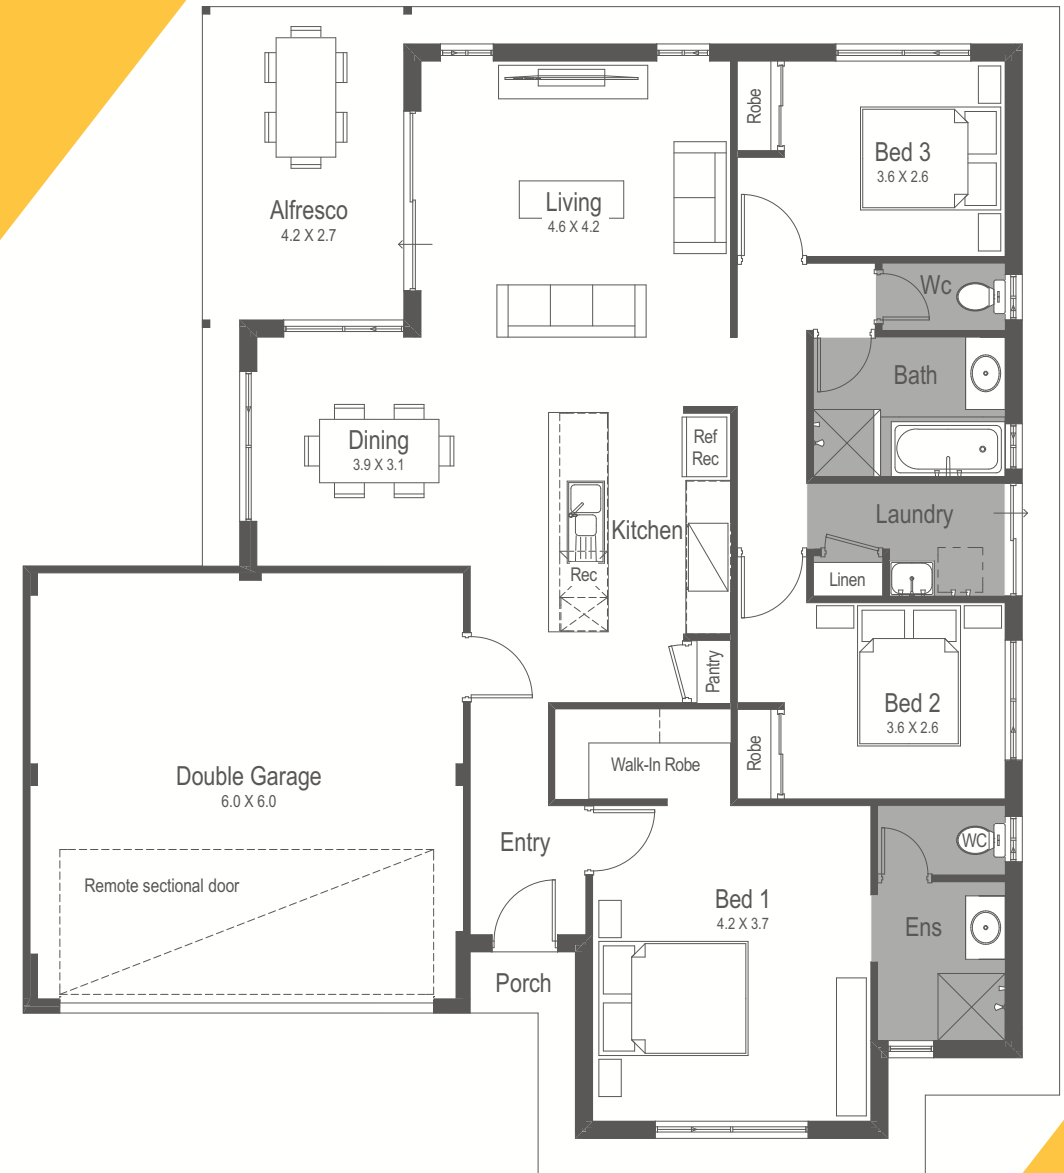 Robe
Bed 3
3.6 X 2.6
Living
4.6 X 4.2
Alfresco
4.2 X 2.7
Wc
Bath
Dining
3.9 X 3.1
Ref
Rec
Kitchen
Laundry
Rec
Linen
Pantry
Bed 2
3.6 X 2.6
Robe
Walk-In Robe
Double Garage
6.0 X 6.0
Entry
WC
Remote sectional door
Bed 1
4.2 X 3.7
Ens
Porch